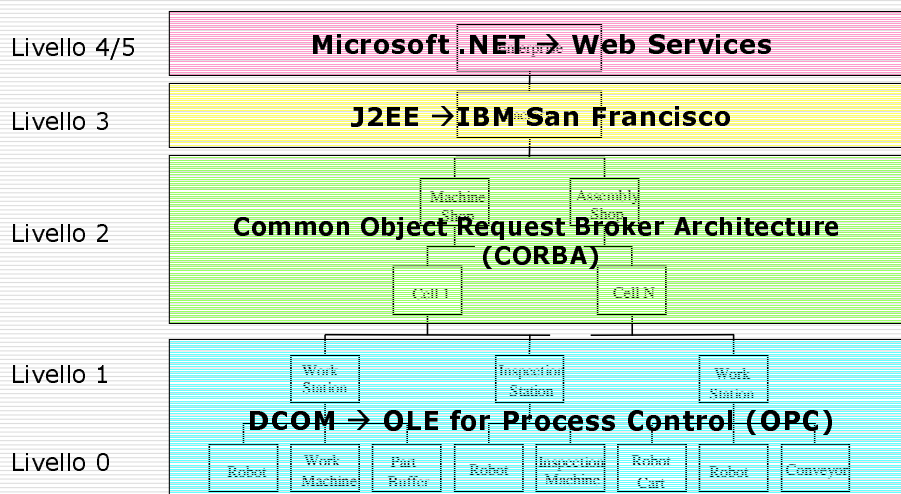 Livello 4/5
Microsoft .NET → Web Services
Enterprise
Livello 3
J2EE →IBM San Francisco
Machine
Shop
Assembly
Shop
Livello 2
Common Object Request Broker Architecture
(CORBA)
Cell 1
Cell N
Livello 1
Work
Station
Inspection
Station
Work
Station
DCOM → OLE for Process Control (OPC)
Livello 0
Robot
Work
Machine
Part
Buffer
Robot
Inspection
Machine
Robot
Cart
Robot
Conveyor